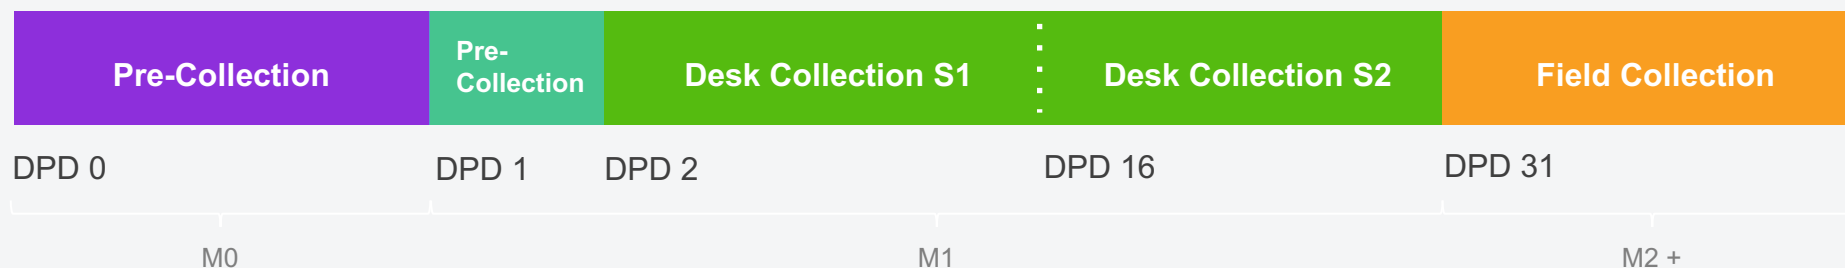 Pre-Collection
Pre-
Collection
Desk Collection S1
Desk Collection S2
Field Collection
DPD 0
DPD 1
DPD 2
DPD 16
DPD 31
M0
M1
M2 +